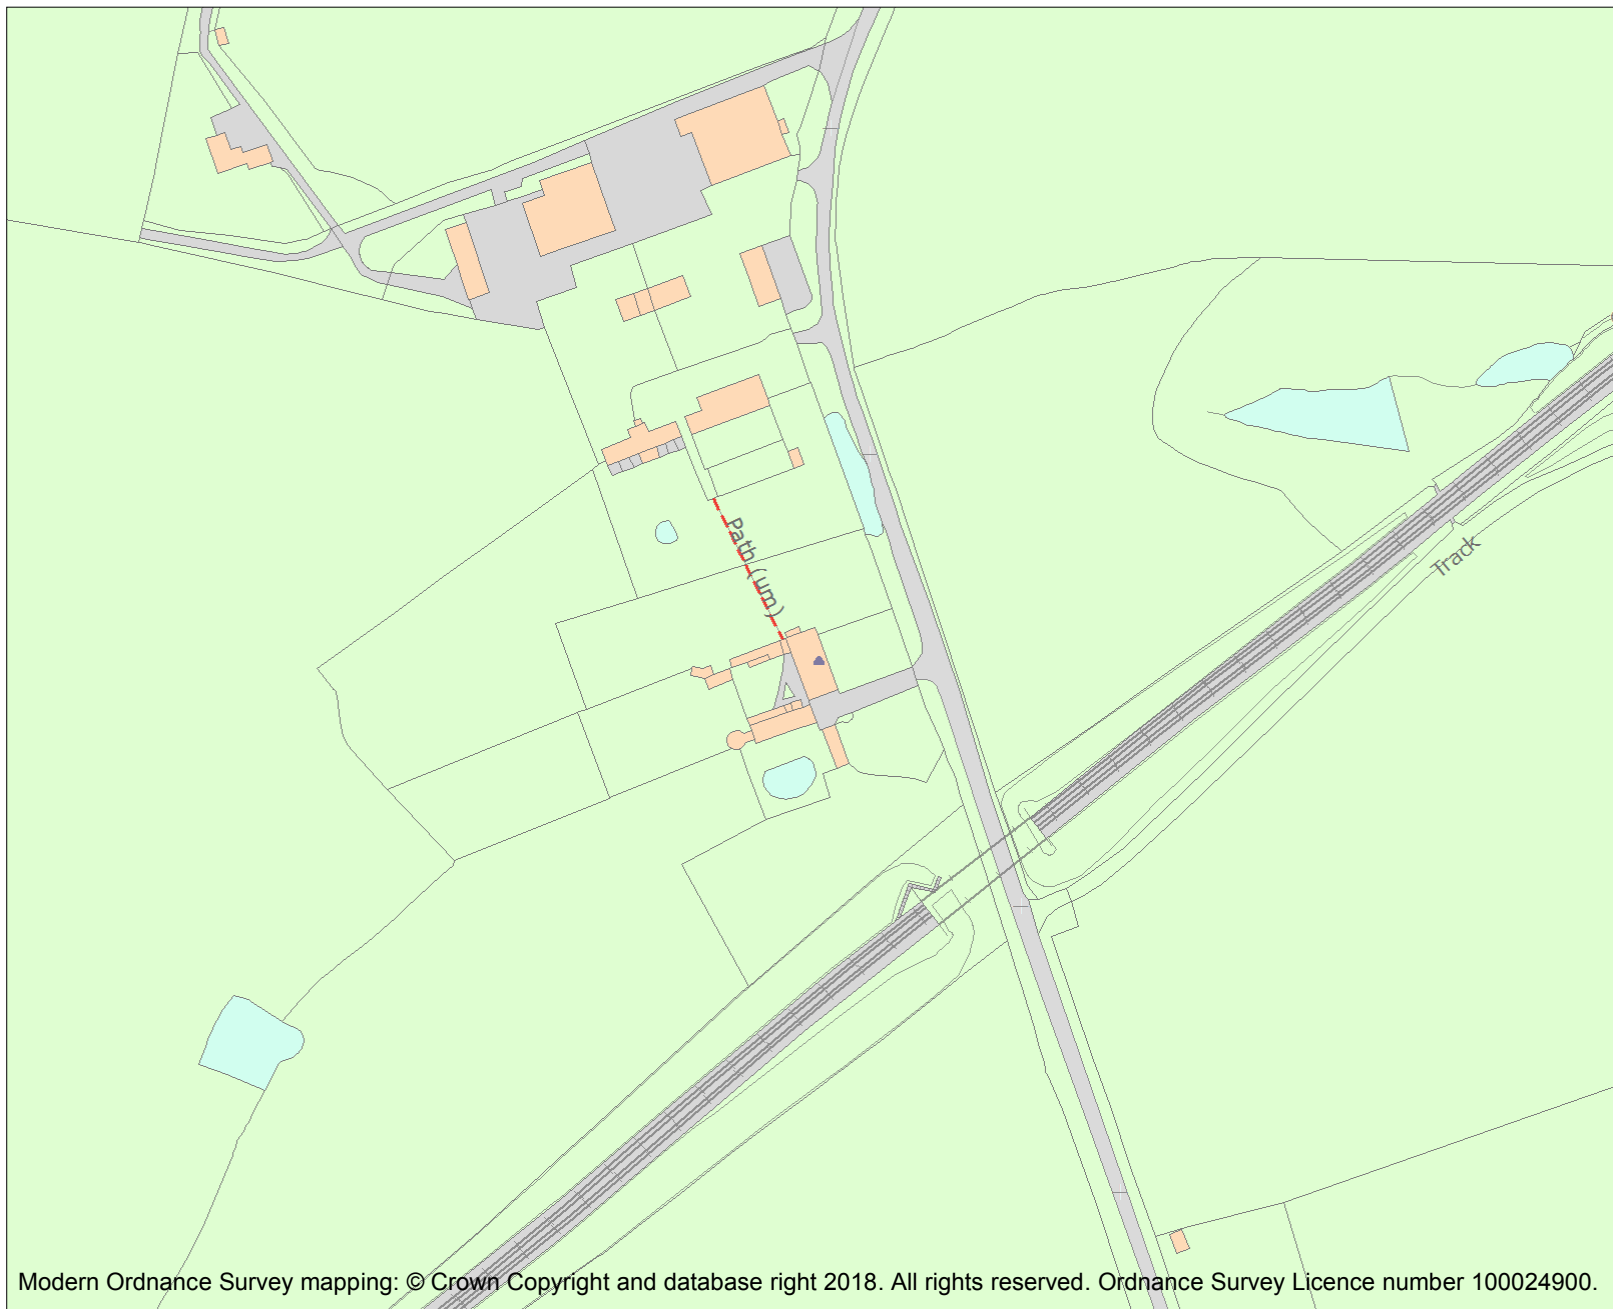 Path (um)
Track
Modern Ordnance Survey mapping: © Crown Copyright and database right 2018. All rights reserved. Ordnance Survey Licence number 100024900.